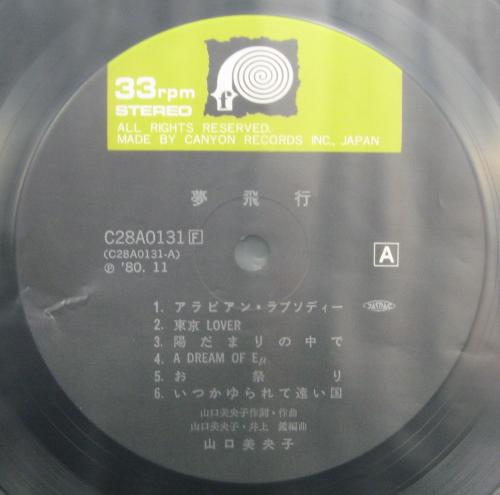 33rpm
STEREO
f
ALL RIGHTS RESERVED.
MADE BY CANYON RECORDS INC., JAPAN
夢飛行
C28A0131 F
(C28A0131-A)
Ⓟ '80. 11
A
1. アラビアン・ラプソディー JASRAC
2. 東京 LOVER
3. 陽だまりの中で
4. A DREAM OF Eμ
5. お祭り
6. いつかゆられて遠い国
山口美央子作詞・作曲
山口美央子・井上 鑑編曲
山口美央子